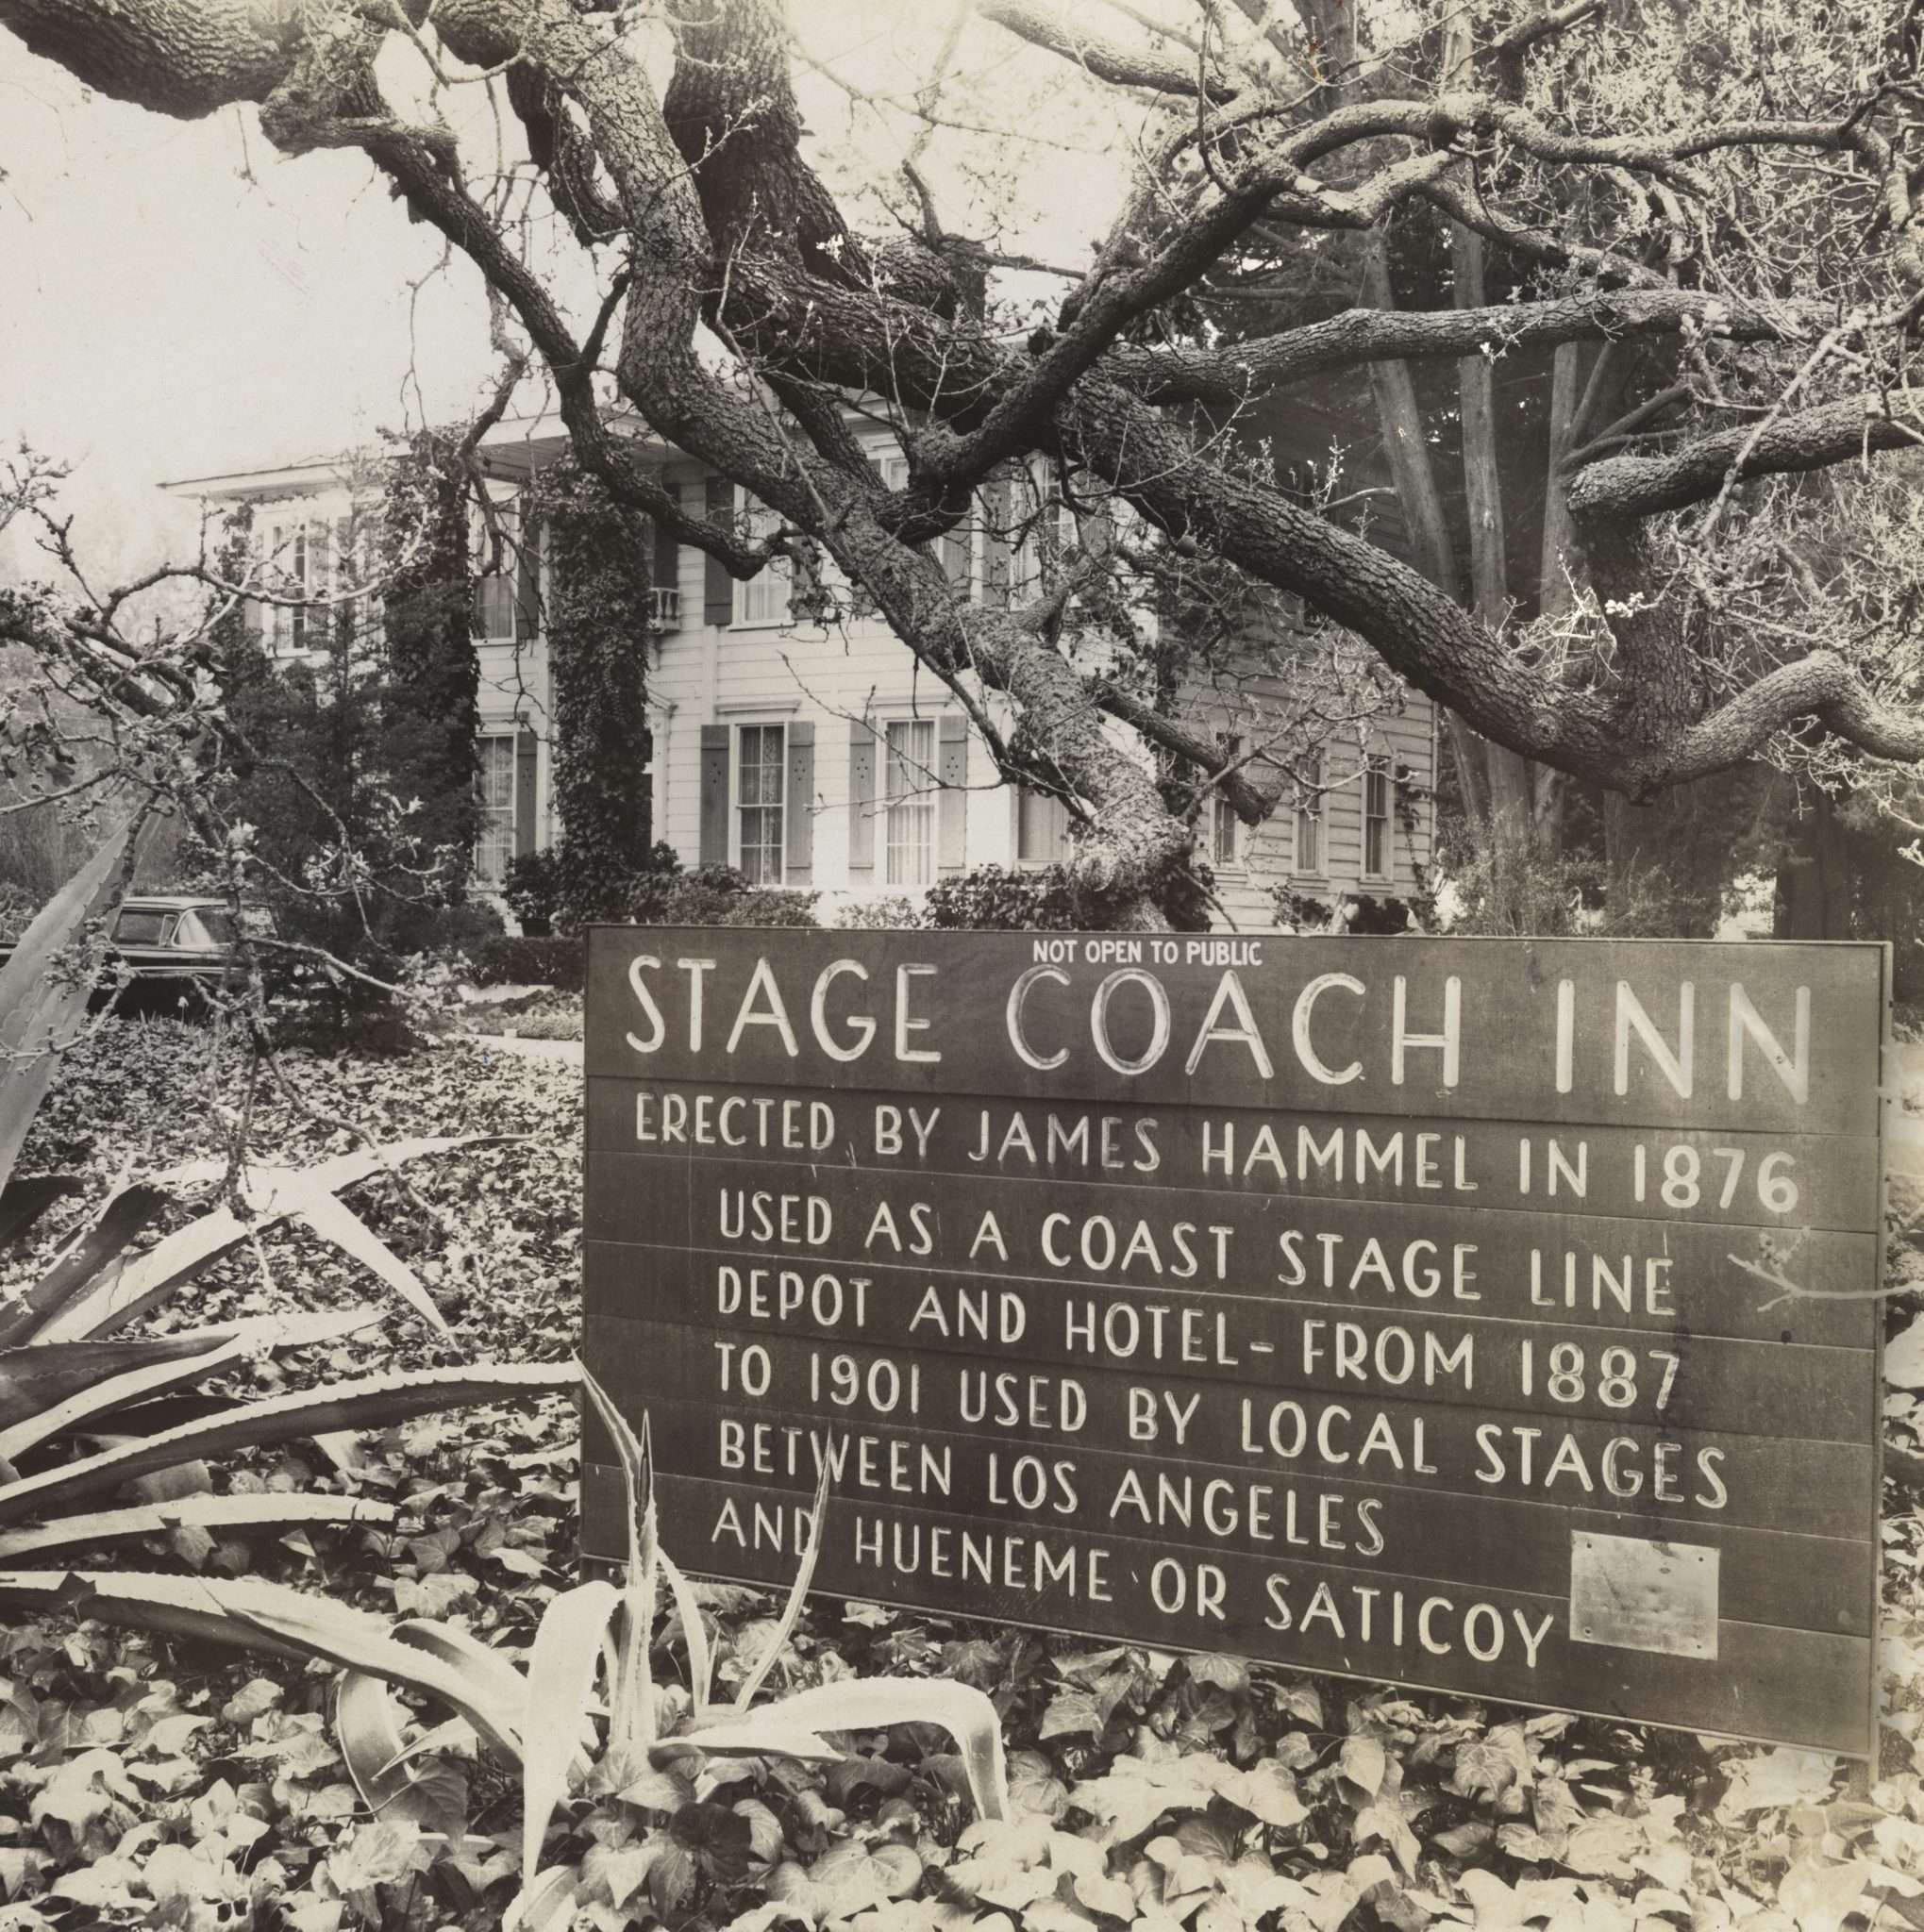 NOT OPEN TO PUBLIC
STAGE COACH INN
ERECTED BY JAMES HAMMEL IN 1876
USED AS A COAST STAGE LINE
DEPOT AND HOTEL- FROM 1887
TO 1901 USED BY LOCAL STAGES
BETWEEN LOS ANGELES
AND HUENEME OR SATICOY